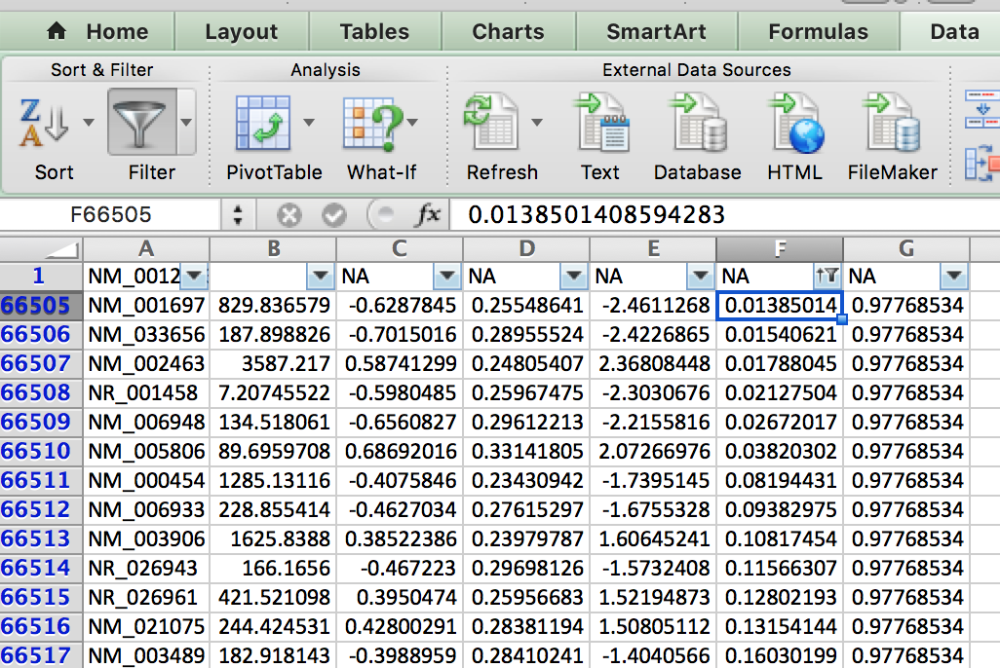 Home Layout Tables Charts SmartArt Formulas Data
Sort & Filter Analysis External Data Sources
Sort Filter PivotTable What-If Refresh Text Database HTML FileMaker
F66505 fx 0.0138501408594283
A B C D E F G
1 NM_0012 NA NA NA NA NA
66505 NM_001697 829.836579 -0.6287845 0.25548641 -2.4611268 0.01385014 0.97768534
66506 NM_033656 187.898826 -0.7015016 0.28955524 -2.4226865 0.01540621 0.97768534
66507 NM_002463 3587.217 0.58741299 0.24805407 2.36808448 0.01788045 0.97768534
66508 NR_001458 7.20745522 -0.5980485 0.25967475 -2.3030676 0.02127504 0.97768534
66509 NM_006948 134.518061 -0.6560827 0.29612213 -2.2155816 0.02672017 0.97768534
66510 NM_005806 89.6959708 0.68692016 0.33141805 2.07266976 0.03820302 0.97768534
66511 NM_000454 1285.13116 -0.4075846 0.23430942 -1.7395145 0.08194431 0.97768534
66512 NM_006933 228.855414 -0.4627034 0.27615297 -1.6755328 0.09382975 0.97768534
66513 NM_003906 1625.8388 0.38522386 0.23979787 1.60645241 0.10817454 0.97768534
66514 NR_026943 166.1656 -0.467223 0.29698126 -1.5732408 0.11566307 0.97768534
66515 NR_026961 421.521098 0.3950474 0.25956683 1.52194873 0.12802193 0.97768534
66516 NM_021075 244.424531 0.42800291 0.28381194 1.50805112 0.13154144 0.97768534
66517 NM_003489 182.918143 -0.3988959 0.28410241 -1.4040566 0.16030199 0.97768534